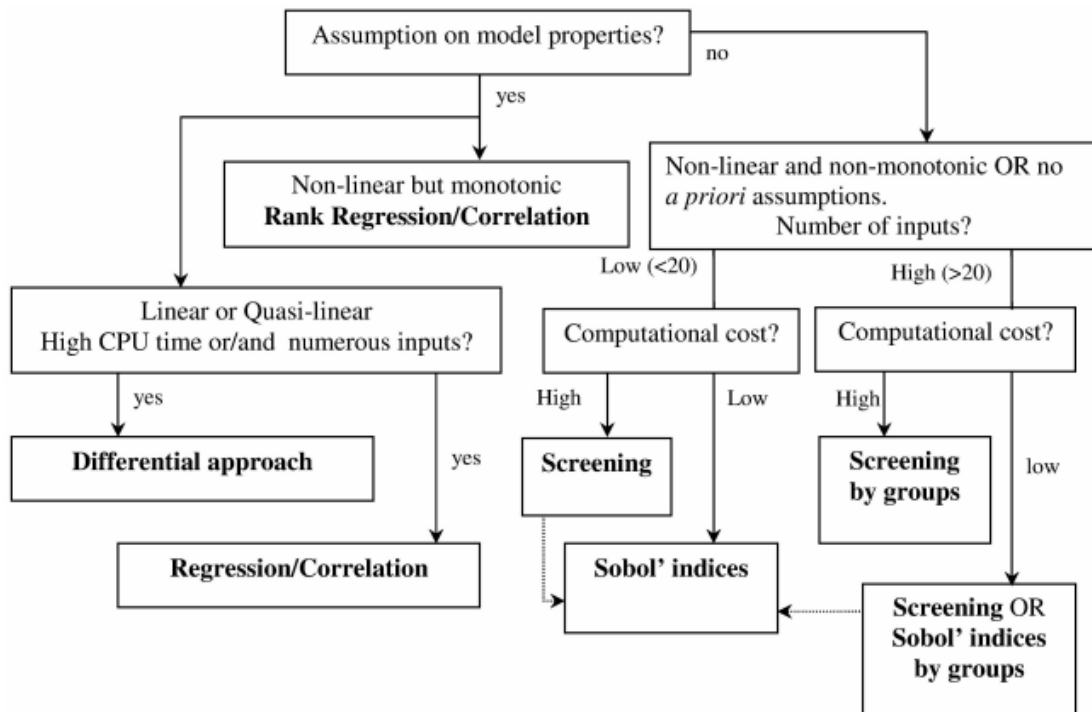 Assumption on model properties?
no
yes
Non-linear but monotonic
Rank Regression/Correlation
Non-linear and non-monotonic OR no
a priori assumptions.
Number of inputs?
Low (<20)
High (>20)
Linear or Quasi-linear
High CPU time or/and numerous inputs?
Computational cost?
Computational cost?
yes
High
Low
High
Differential approach
yes
Screening
Screening
by groups
low
Regression/Correlation
Sobol' indices
Screening OR
Sobol' indices
by groups